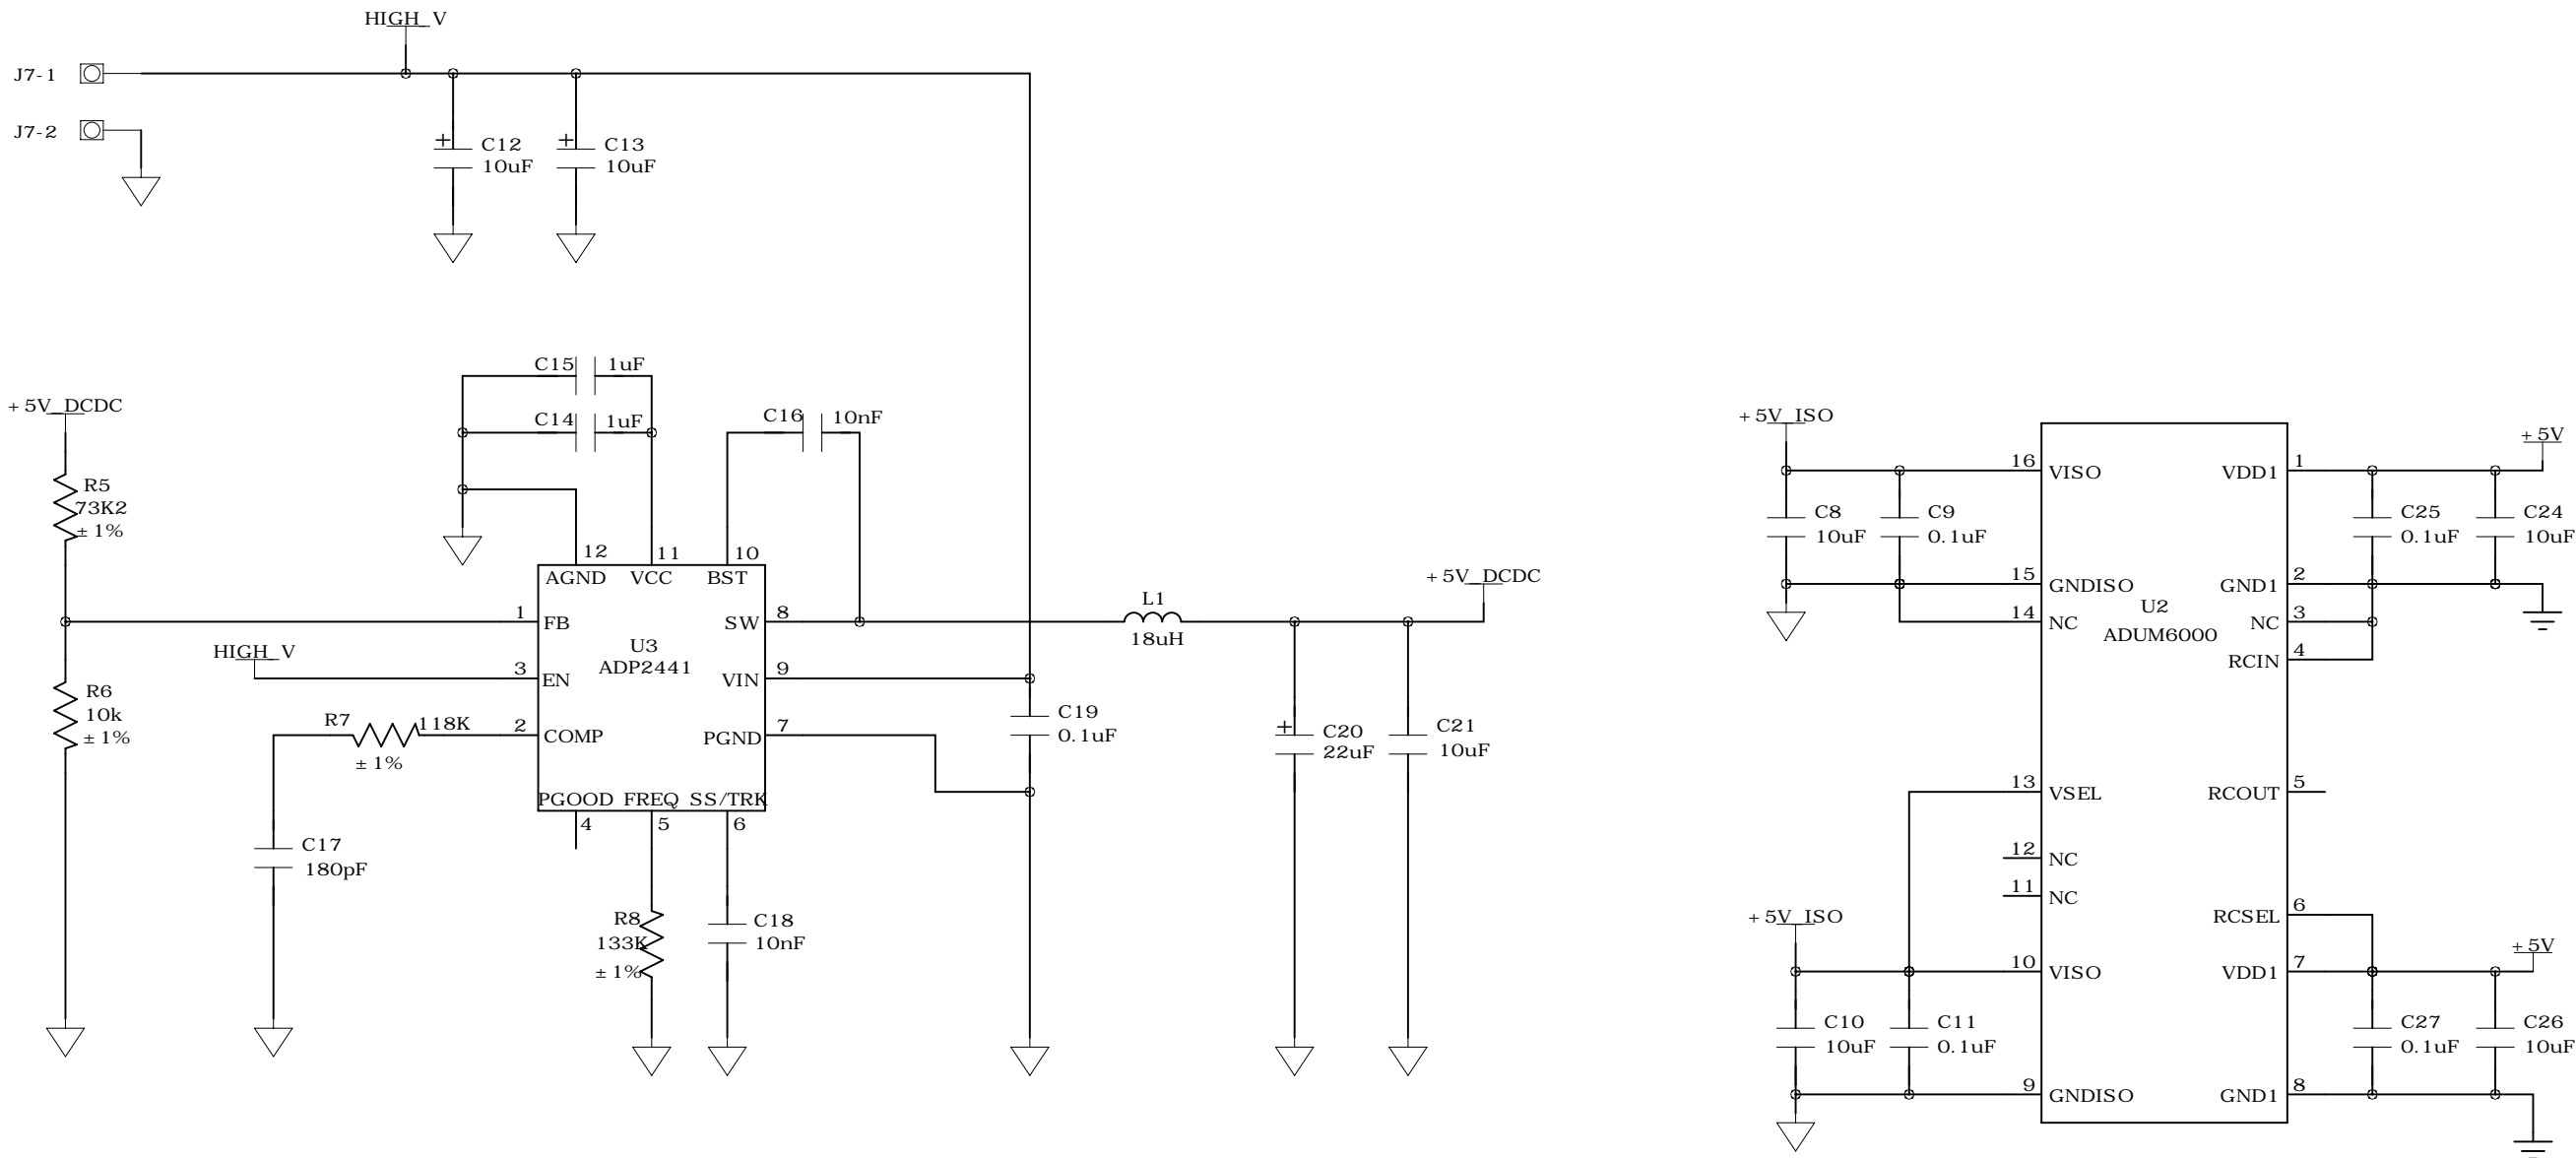 HIGH_V
J7-1
J7-2
C12
10uF
C13
10uF
C15 1uF
C14 1uF
C16 10nF
+5V_DCDC
R5
73K2
±1%
12 11 10
AGND VCC BST
1 FB
SW 8
U3
ADP2441
HIGH_V
3 EN
VIN 9
R6
10k
±1%
R7 118K
±1%
2 COMP
PGND 7
PGOOD FREQ SS/TRK
4 5 6
C17
180pF
R8
133K
±1%
C18
10nF
C19
0.1uF
L1
18uH
+5V_DCDC
C20
22uF
C21
10uF
+5V_ISO
+5V
16 VISO
VDD1 1
C8
10uF
C9
0.1uF
C25
0.1uF
C24
10uF
15 GNDISO
GND1 2
U2
ADUM6000
14 NC
NC 3
RCIN 4
13 VSEL
RCOUT 5
12 NC
11 NC
RCSEL 6
+5V_ISO
+5V
10 VISO
VDD1 7
C10
10uF
C11
0.1uF
C27
0.1uF
C26
10uF
9 GNDISO
GND1 8